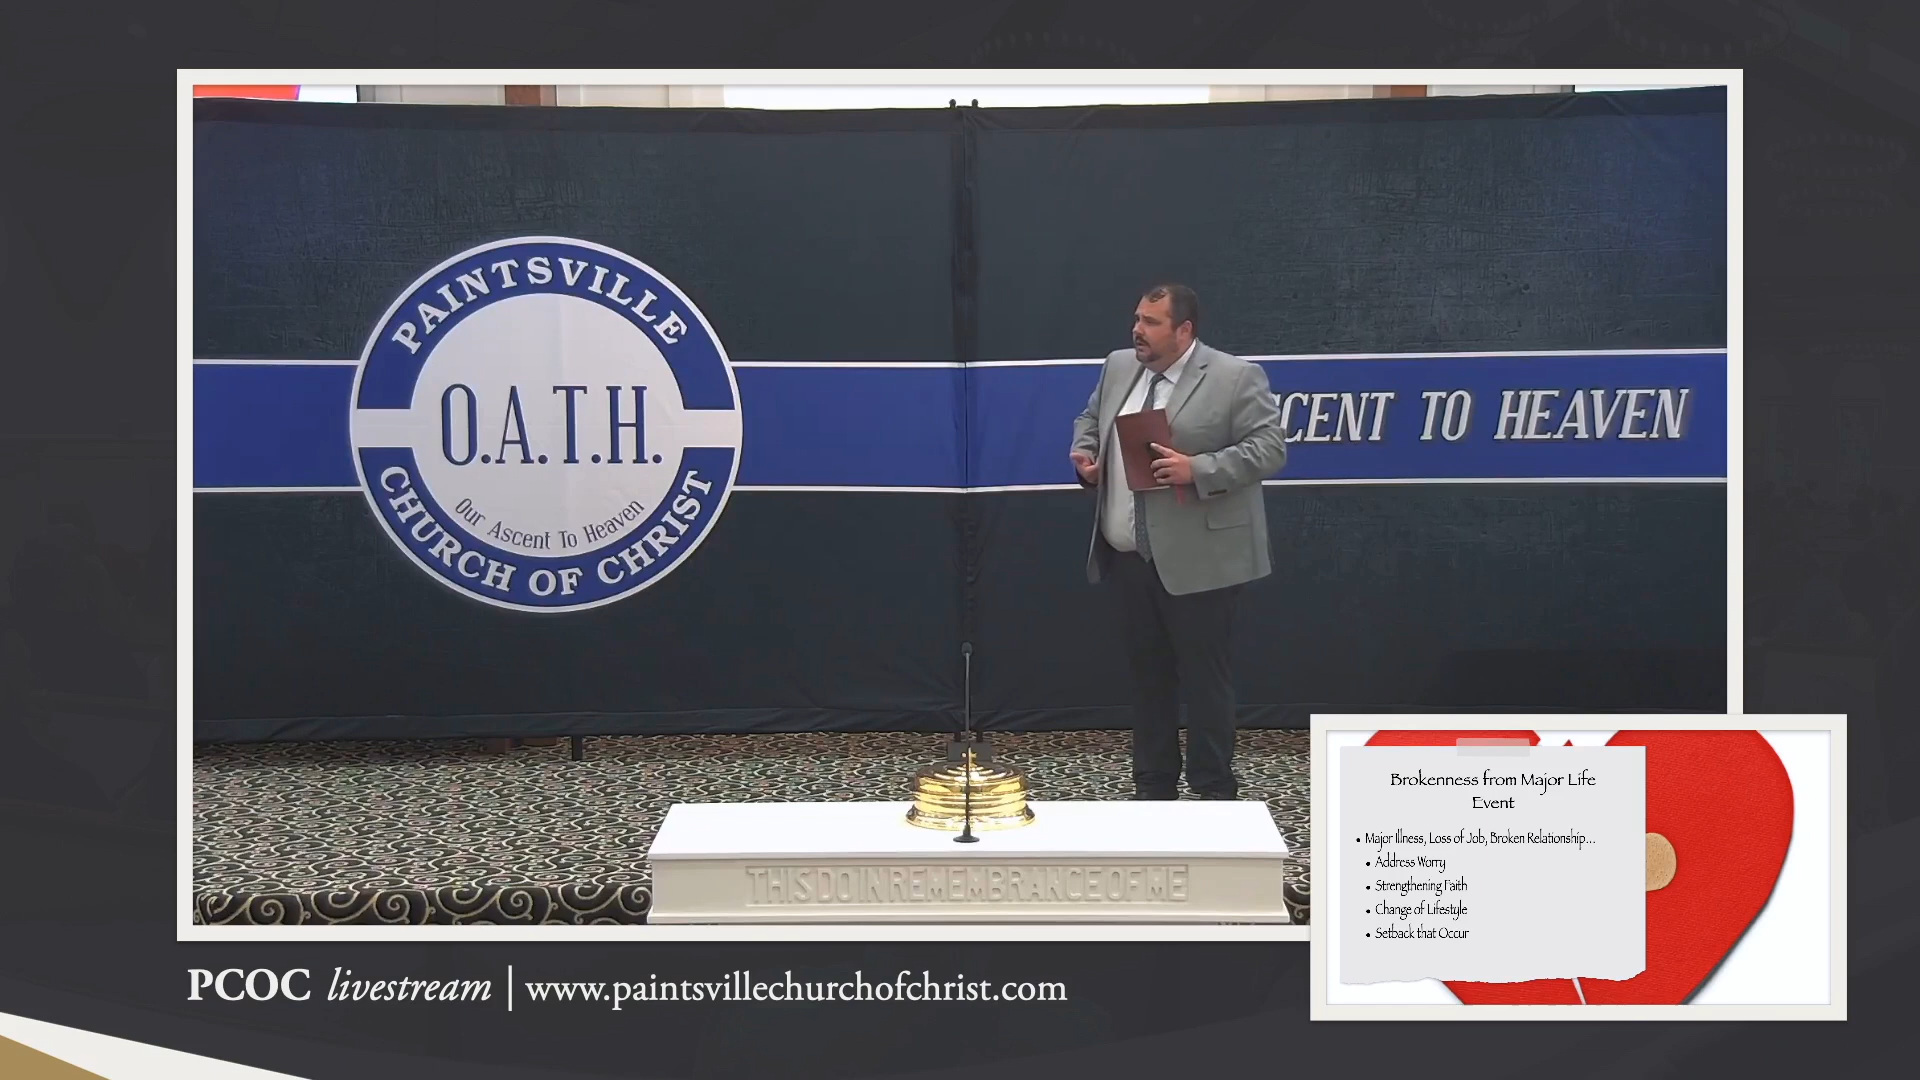 PAINTSVILLE
O.A.T.H.
Our Ascent To Heaven
CHURCH OF CHRIST
TO HEAVEN
THIS DO IN REMEMBRANCE OF ME
Brokenness from Major Life
Event
• Major Illness, Loss of Job, Broken Relationship...
• Address Worry
• Strengthening Faith
• Change of Lifestyle
• Setback that Occur
PCOC livestream | www.paintsvillechurchofchrist.com